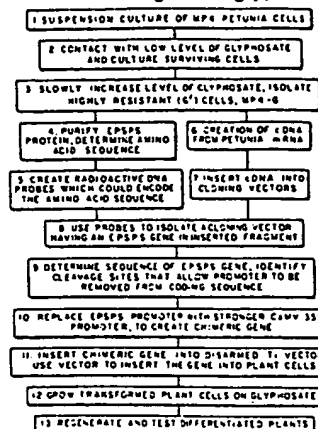 1 SUSPENSION CULTURE OF MP4 PETUNIA CELLS
2 CONTACT WITH LOW LEVEL OF GLYPHOSATE
AND CULTURE SURVIVING CELLS
3 SLOWLY INCREASE LEVEL OF GLYPHOSATE, ISOLATE
HIGHLY RESISTANT (Gʳ) CELLS, MP4-G
4. PURIFY EPSPS
PROTEIN, DETERMINE AMINO
ACID SEQUENCE
5 CREATE RADIOACTIVE DNA
PROBES WHICH COULD ENCODE
THE AMINO ACID SEQUENCE
6 CREATION OF cDNA
FROM PETUNIA mRNA
7 INSERT cDNA INTO
CLONING VECTORS
8 USE PROBES TO ISOLATE A CLONING VECTOR
HAVING AN EPSPS GENE IN INSERTED FRAGMENT
9 DETERMINE SEQUENCE OF EPSPS GENE, IDENTIFY
CLEAVAGE SITES THAT ALLOW PROMOTER TO BE
REMOVED FROM CODING SEQUENCE
10 REPLACE EPSPS PROMOTER WITH STRONGER CAMV 35S
PROMOTER, TO CREATE CHIMERIC GENE
11. INSERT CHIMERIC GENE INTO DISARMED Ti VECTOR
USE VECTOR TO INSERT THE GENE INTO PLANT CELLS
12 GROW TRANSFORMED PLANT CELLS ON GLYPHOSATE
13 REGENERATE AND TEST DIFFERENTIATED PLANTS